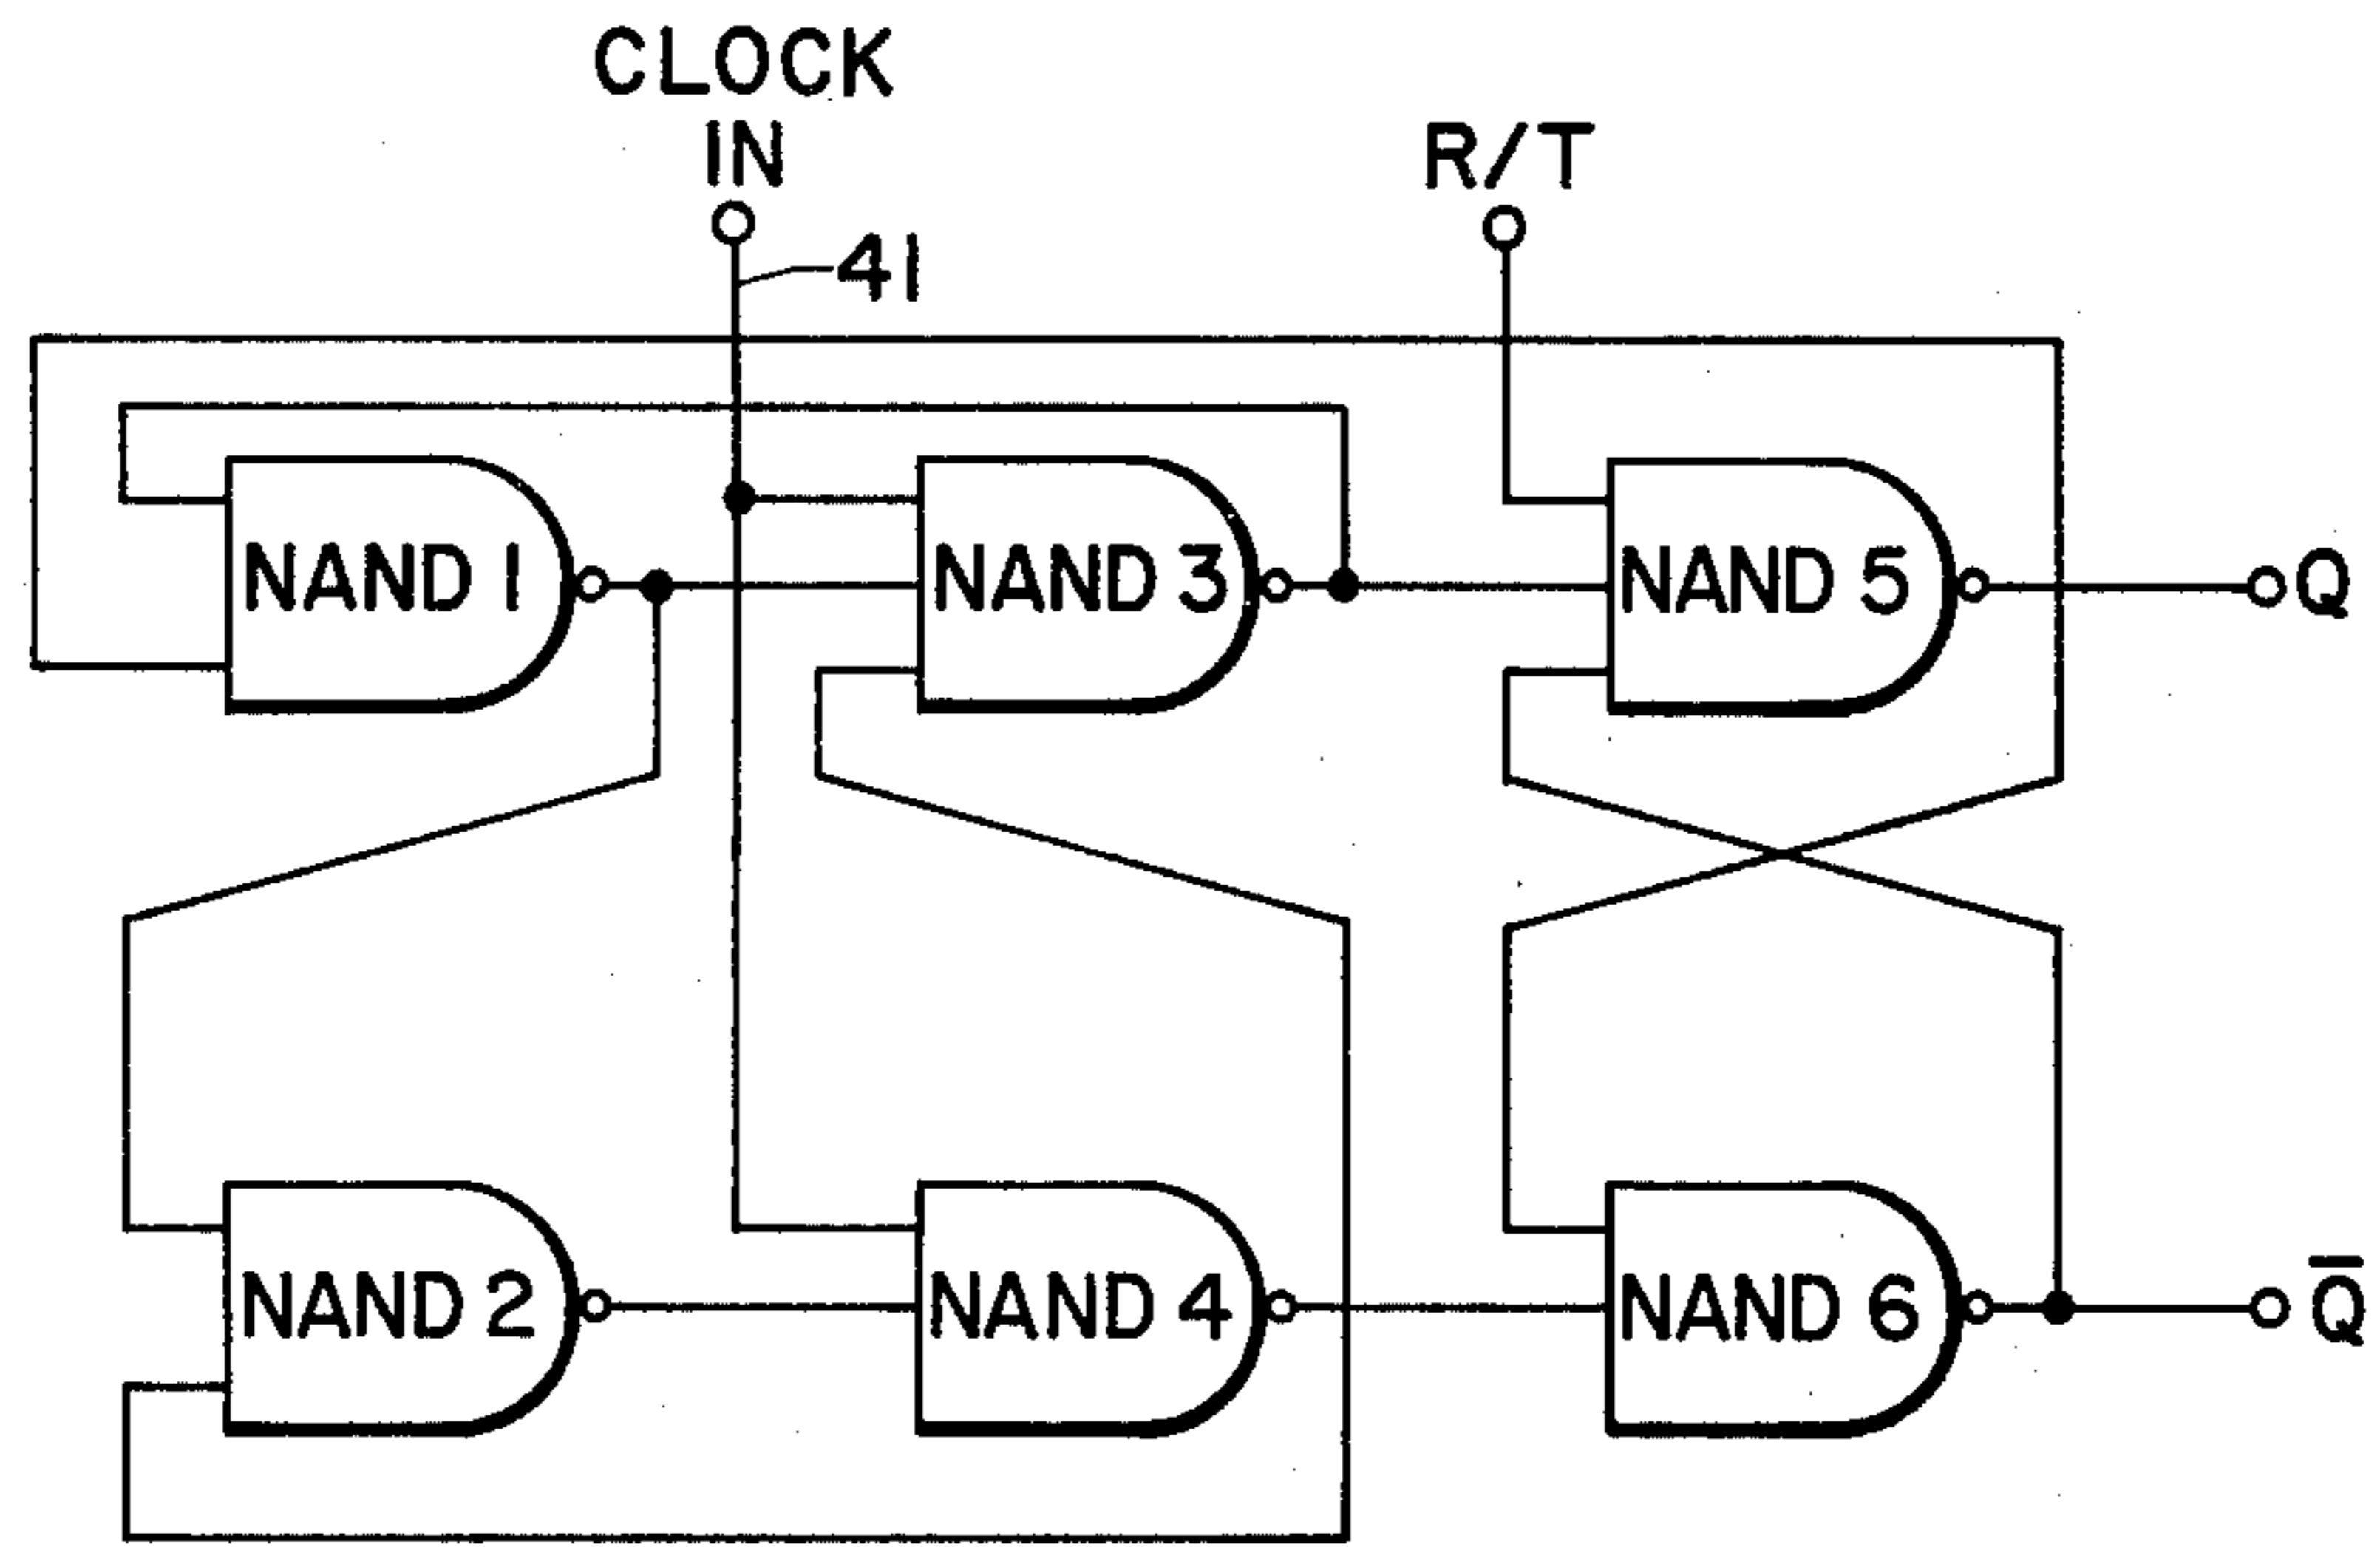 CLOCK
IN
R/T
41
NAND 1
NAND 3
NAND 5
Q
NAND 2
NAND 4
NAND 6
Q̅